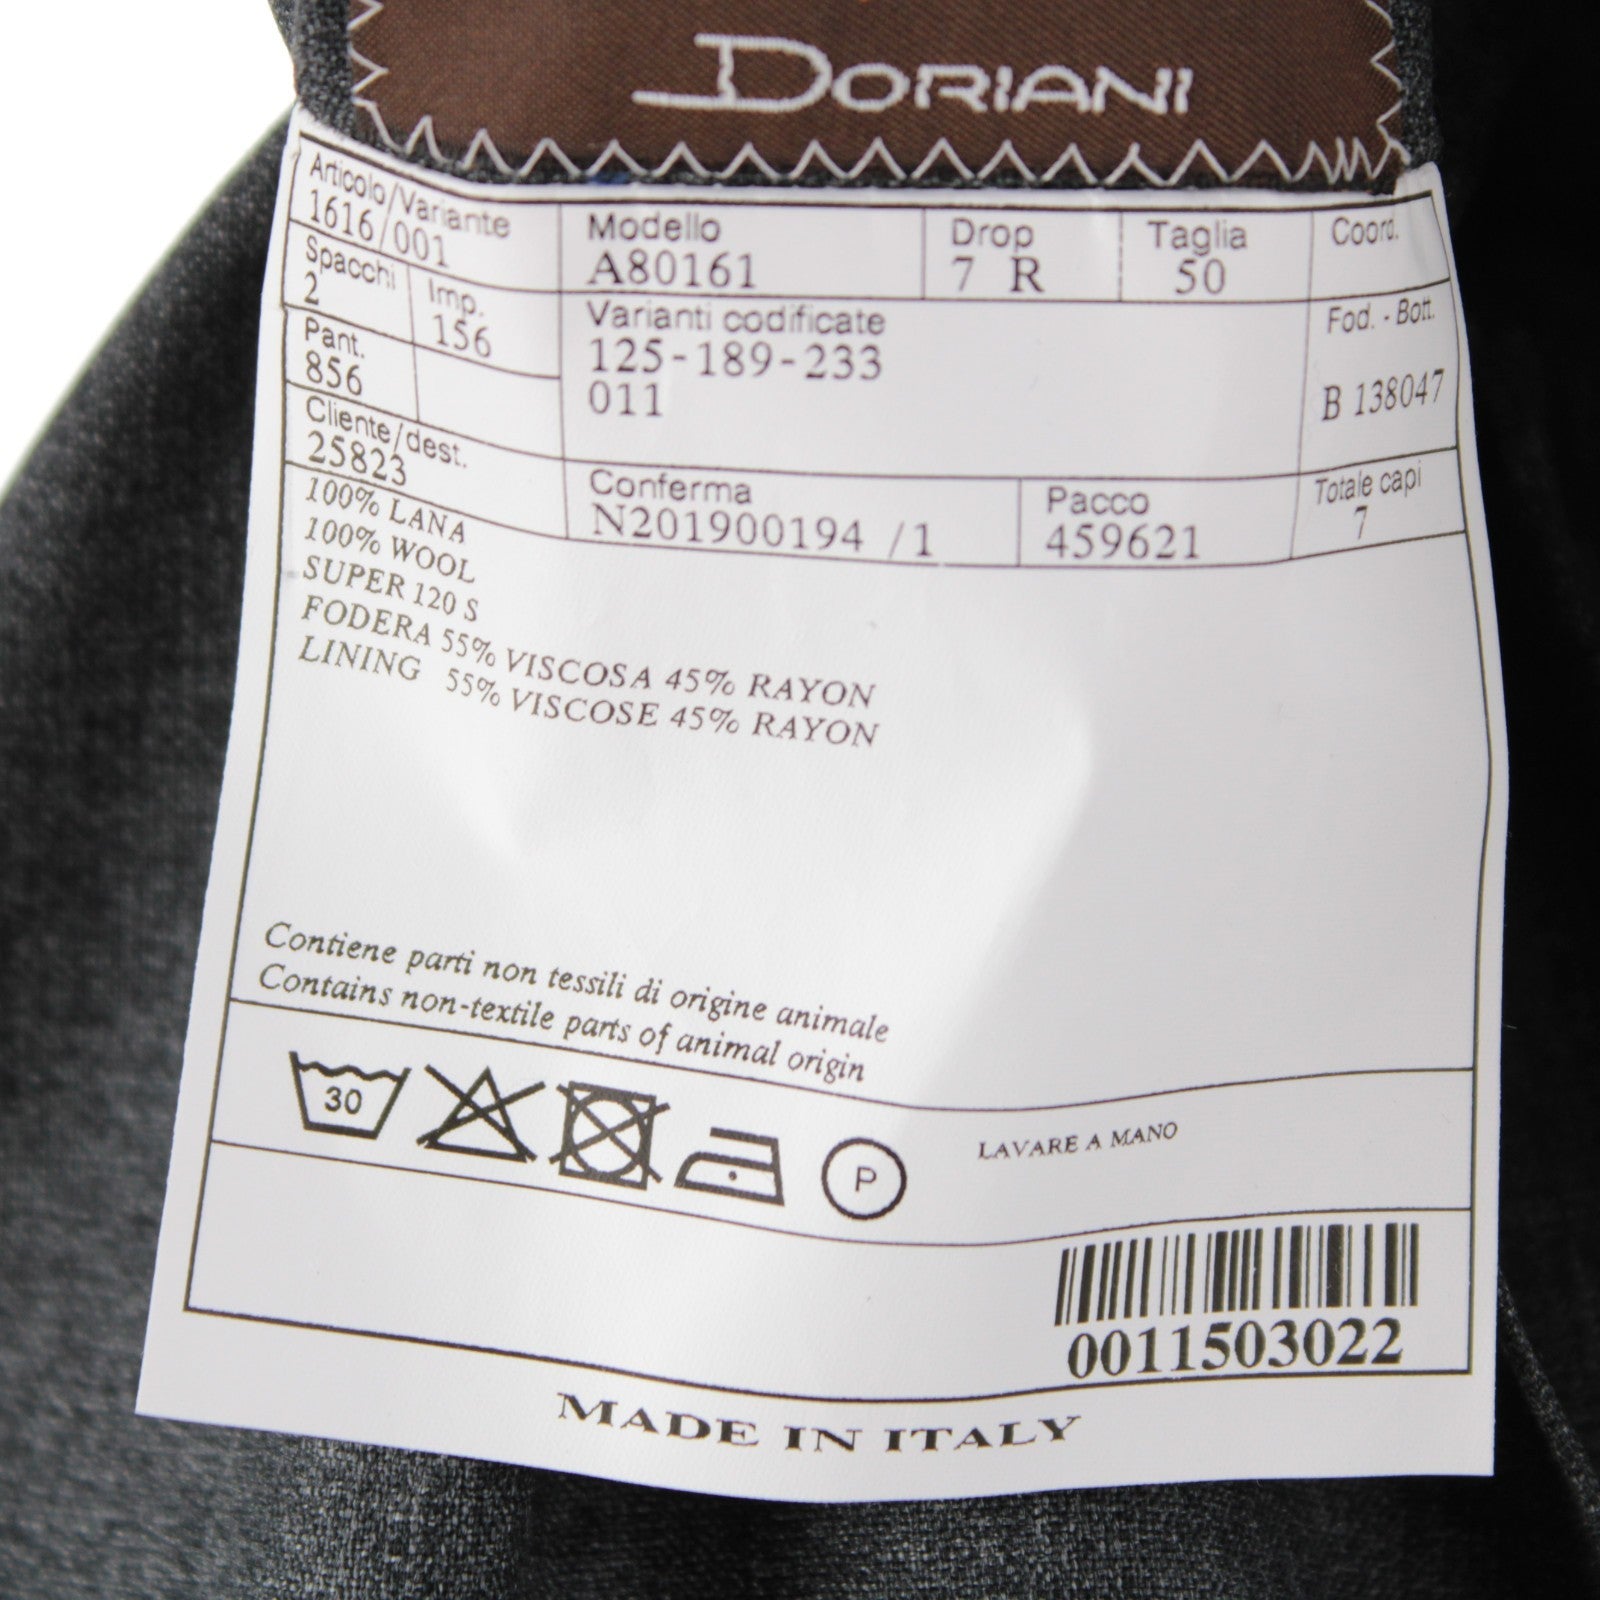 DORIANI
Articolo/Variante
1616/001
Modello
A80161
Drop
7 R
Taglia
50
Coord.
Spacchi
2
Imp.
156
Varianti codificate
125-189-233
011
Fod. - Bott.
B 138047
Pant.
856
Cliente/dest.
25823
Conferma
N201900194 /1
Pacco
459621
Totale capi
7
100% LANA
100% WOOL
SUPER 120 S
FODERA 55% VISCOSA 45% RAYON
LINING 55% VISCOSE 45% RAYON
Contiene parti non tessili di origine animale
Contains non-textile parts of animal origin
30
P
LAVARE A MANO
0011503022
MADE IN ITALY